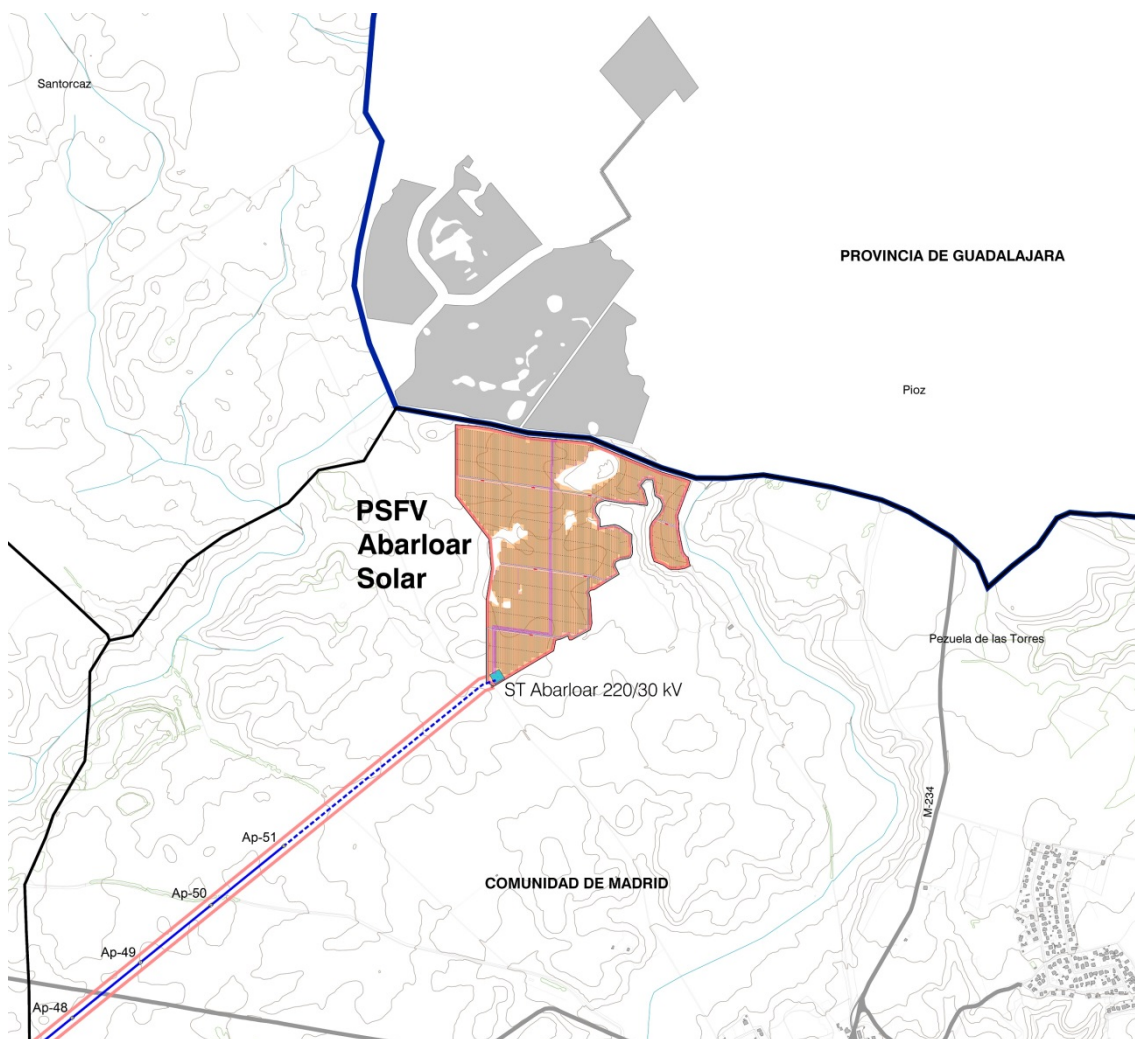 Santorcaz
PROVINCIA DE GUADALAJARA
Pioz
PSFV
Abarloar
Solar
Pezuela de las Torres
ST Abarloar 220/30 kV
M-234
Ap-51
COMUNIDAD DE MADRID
Ap-50
Ap-49
Ap-48